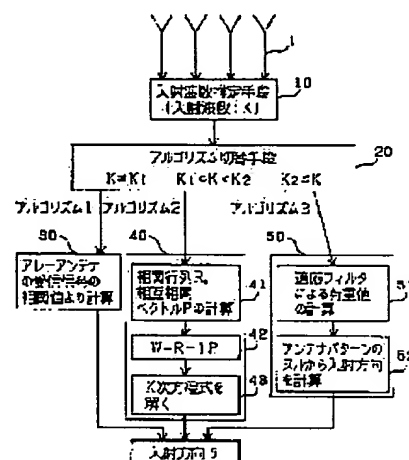 1
入射波数推定手段
(入射波数:K)
10
アルゴリズム切替手段
20
K≦K1 K1<K<K2 K2≦K
アルゴリズム1 アルゴリズム2 アルゴリズム3
30 40 50
アレーアンテナ
の受信信号の
相関値より計算
相関行列R,
相互相関
ベクトルPの計算
41
適応フィルタ
による荷重値
の計算
51
W=R-1P
42
アンテナパターンの
ヌルから入射方向
を計算
52
K次方程式を
解く
43
入射方向θ